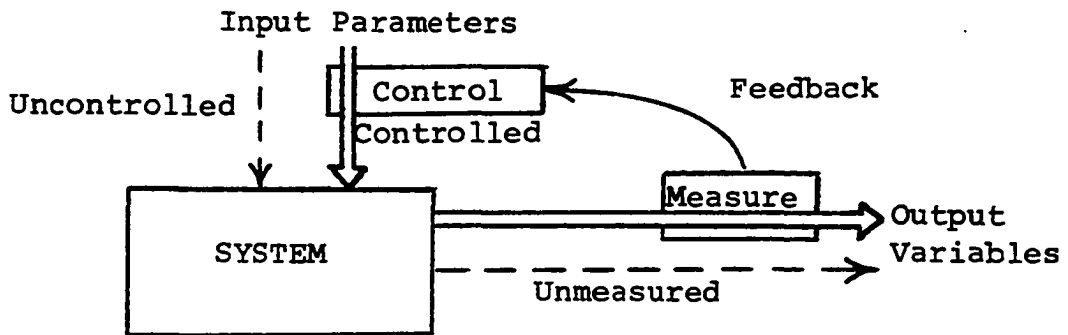 Input Parameters
Uncontrolled
Control
Controlled
Feedback
Measure
SYSTEM
Output
Variables
Unmeasured